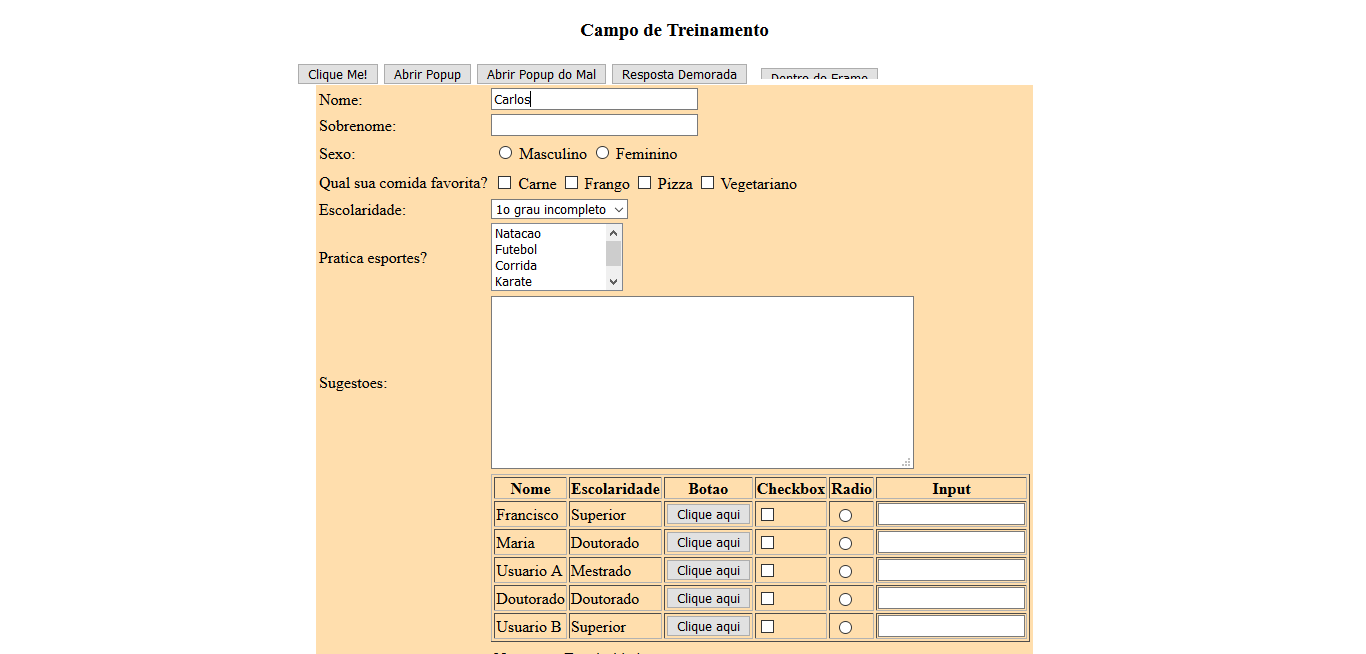 Campo de Treinamento
Clique Me! Abrir Popup Abrir Popup do Mal Resposta Demorada Dentro do Frame
Nome: Carlos
Sobrenome:
Sexo: Masculino Feminino
Qual sua comida favorita? Carne Frango Pizza Vegetariano
Escolaridade: 1o grau incompleto
Natacao
Futebol
Pratica esportes?
Corrida
Karate
Sugestoes:
Nome Escolaridade Botao Checkbox Radio Input
Francisco Superior Clique aqui
Maria Doutorado Clique aqui
Usuario A Mestrado Clique aqui
Doutorado Doutorado Clique aqui
Usuario B Superior Clique aqui